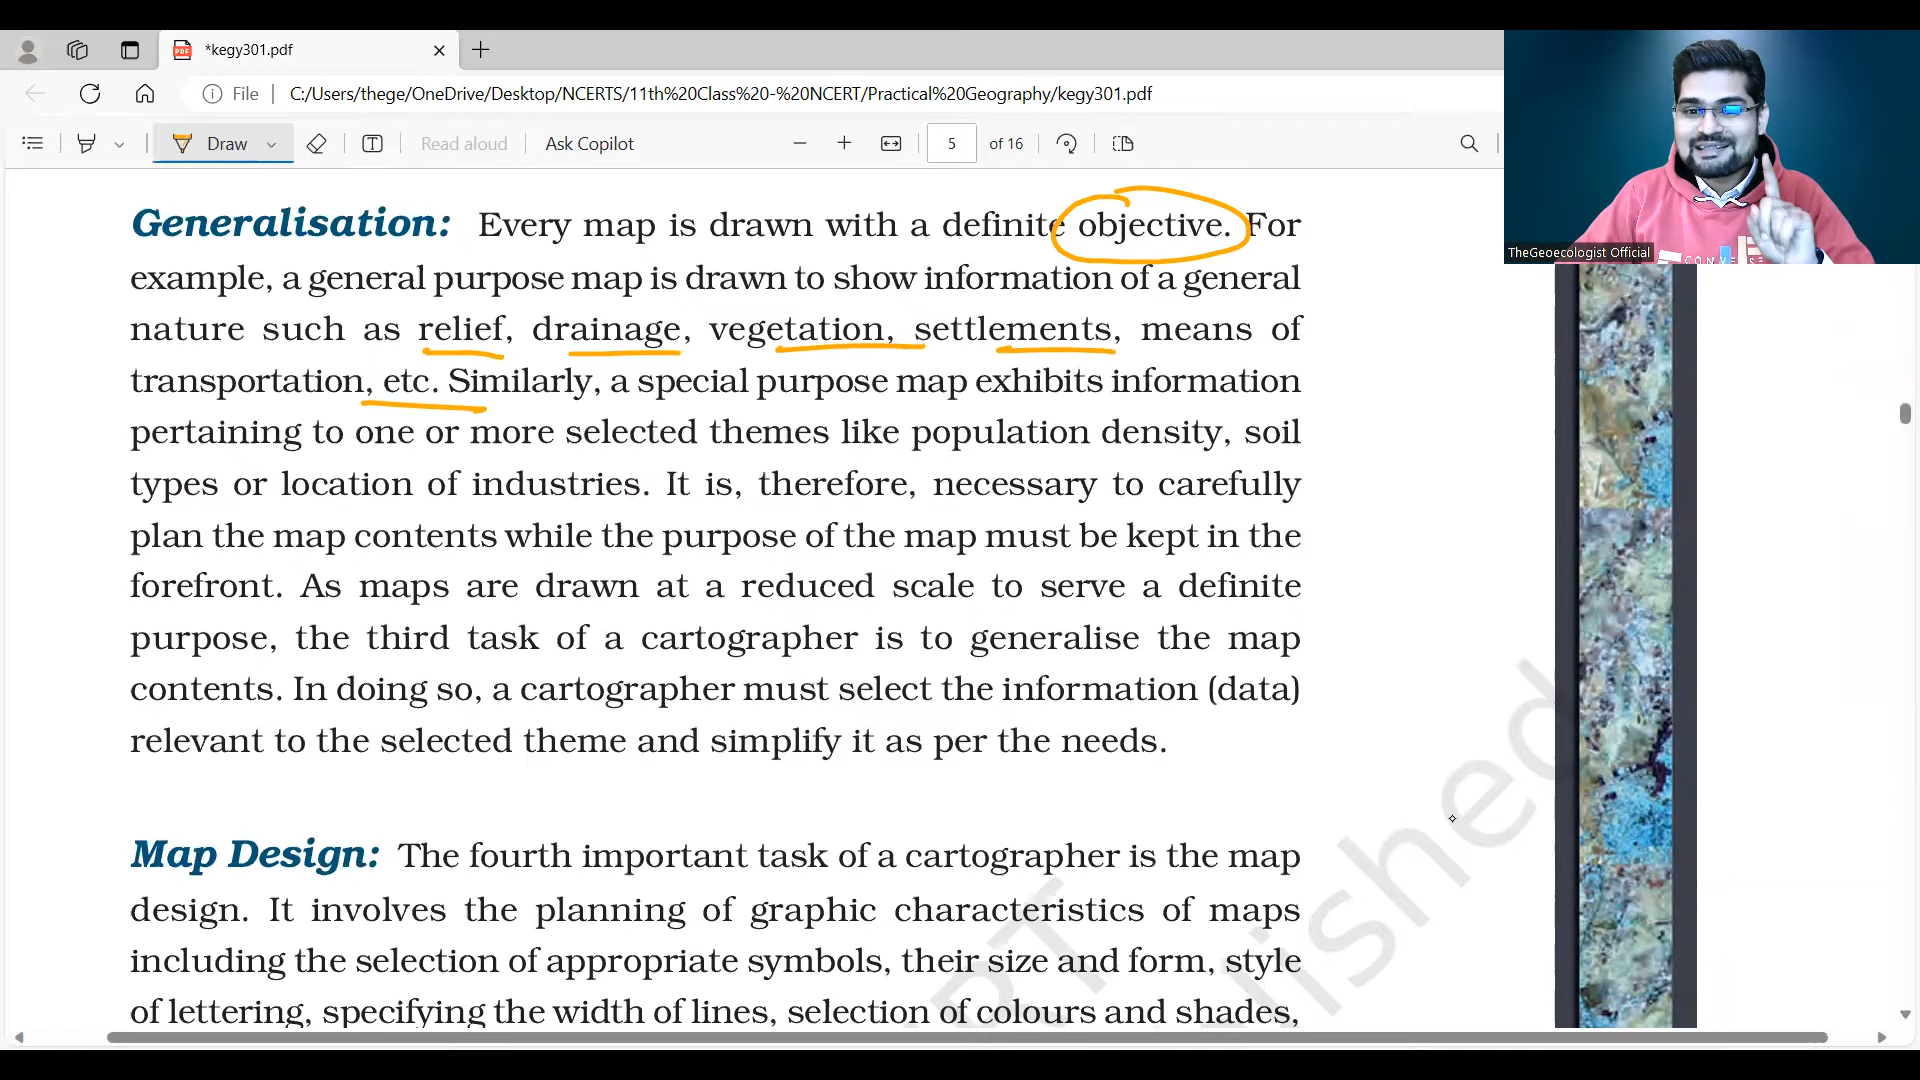 *kegy301.pdf
File
C:/Users/thege/OneDrive/Desktop/NCERTS/11th%20Class%20-%20NCERT/Practical%20Geography/kegy301.pdf
Draw
Read aloud
Ask Copilot
5 of 16
TheGeoecologist Official
Generalisation: Every map is drawn with a definite objective. For
example, a general purpose map is drawn to show information of a general
nature such as relief, drainage, vegetation, settlements, means of
transportation, etc. Similarly, a special purpose map exhibits information
pertaining to one or more selected themes like population density, soil
types or location of industries. It is, therefore, necessary to carefully
plan the map contents while the purpose of the map must be kept in the
forefront. As maps are drawn at a reduced scale to serve a definite
purpose, the third task of a cartographer is to generalise the map
contents. In doing so, a cartographer must select the information (data)
relevant to the selected theme and simplify it as per the needs.
Map Design: The fourth important task of a cartographer is the map
design. It involves the planning of graphic characteristics of maps
including the selection of appropriate symbols, their size and form, style
of lettering, specifying the width of lines, selection of colours and shades,